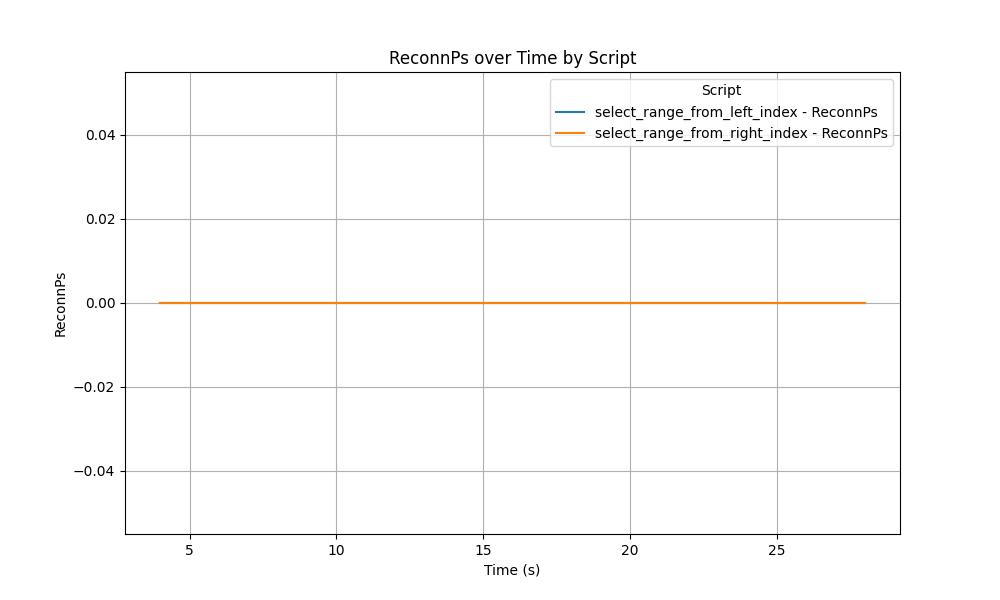 ReconnPs over Time by Script
Script
select_range_from_left_index - ReconnPs
select_range_from_right_index - ReconnPs
0.04
0.02
0.00
−0.02
−0.04
ReconnPs
5
10
15
20
25
Time (s)